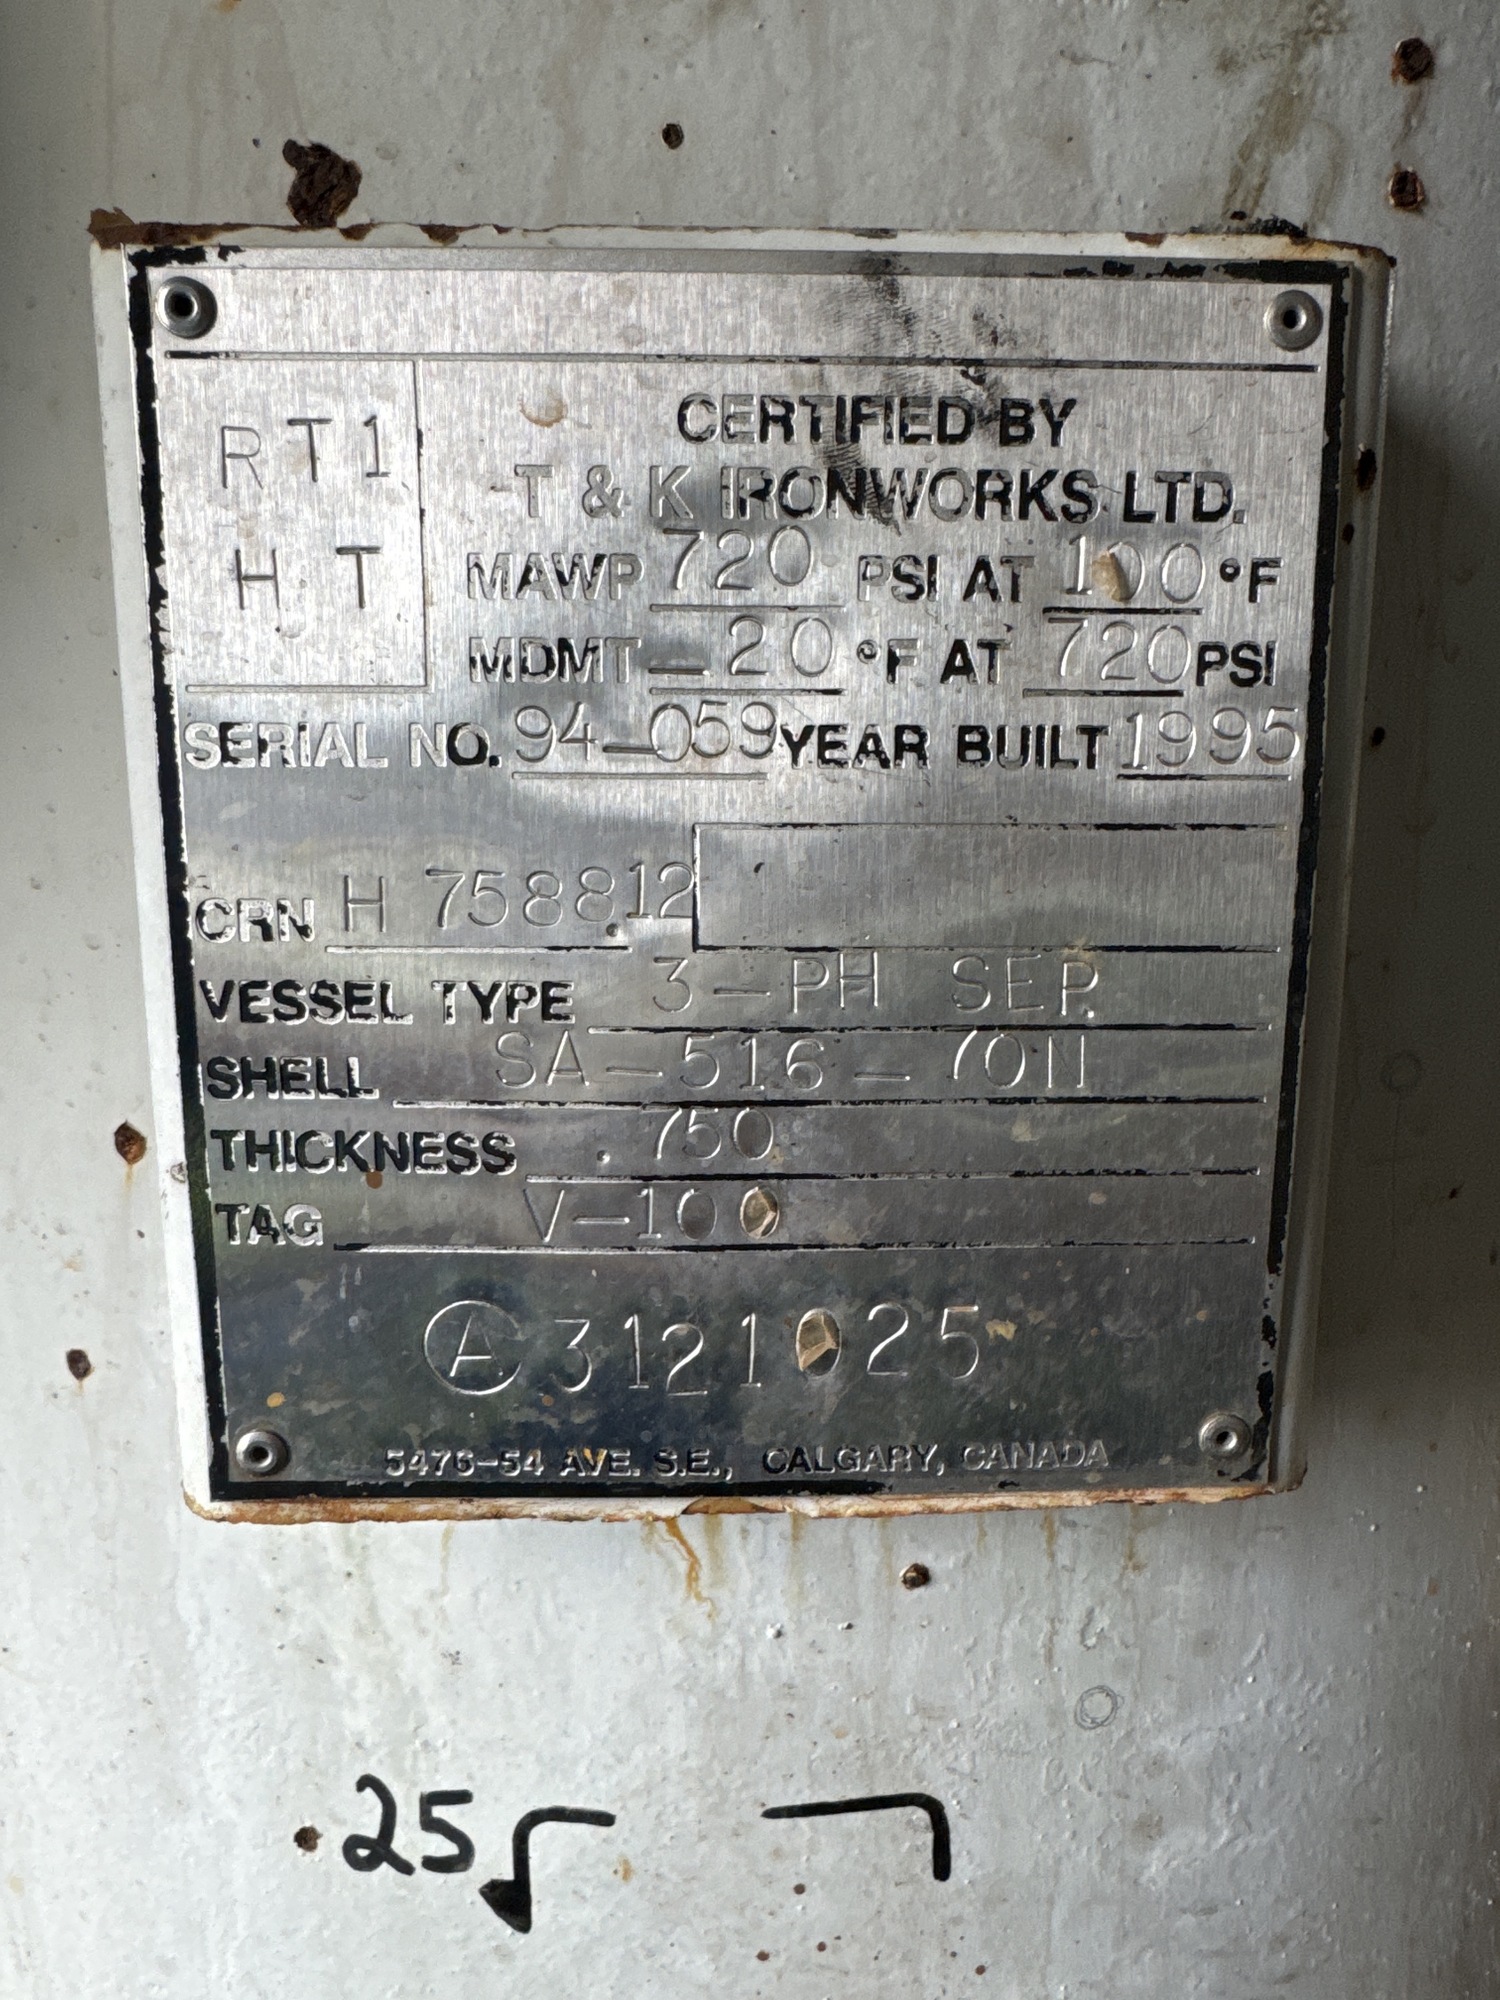 RT1
HT
CERTIFIED BY
T & K IRONWORKS LTD.
MAWP 720 PSI AT 100 °F
MDMT -20 °F AT 720 PSI
SERIAL NO. 94-059 YEAR BUILT 1995
CRN H 7588.12
VESSEL TYPE 3-PH SEP.
SHELL SA-516-70N
THICKNESS .750
TAG V-100
Ⓐ 3121025
5476-54 AVE. S.E., CALGARY, CANADA
25